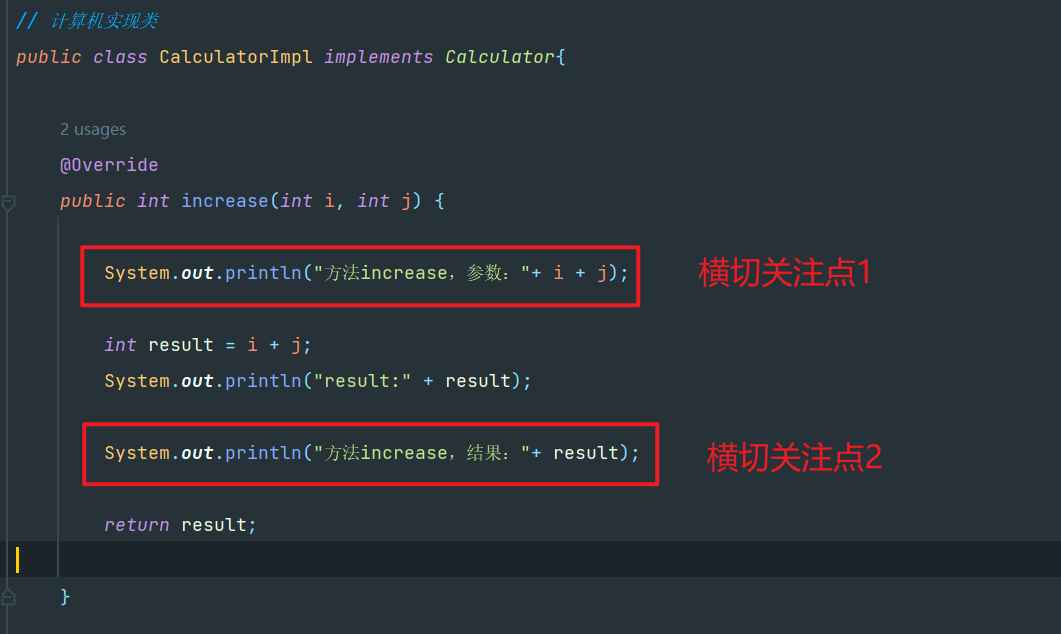 // 计算机实现类
public class CalculatorImpl implements Calculator{
2 usages
@Override
public int increase(int i, int j) {
System.out.println("方法increase，参数："+ i + j);
横切关注点1
int result = i + j;
System.out.println("result:" + result);
System.out.println("方法increase，结果："+ result);
横切关注点2
return result;
}